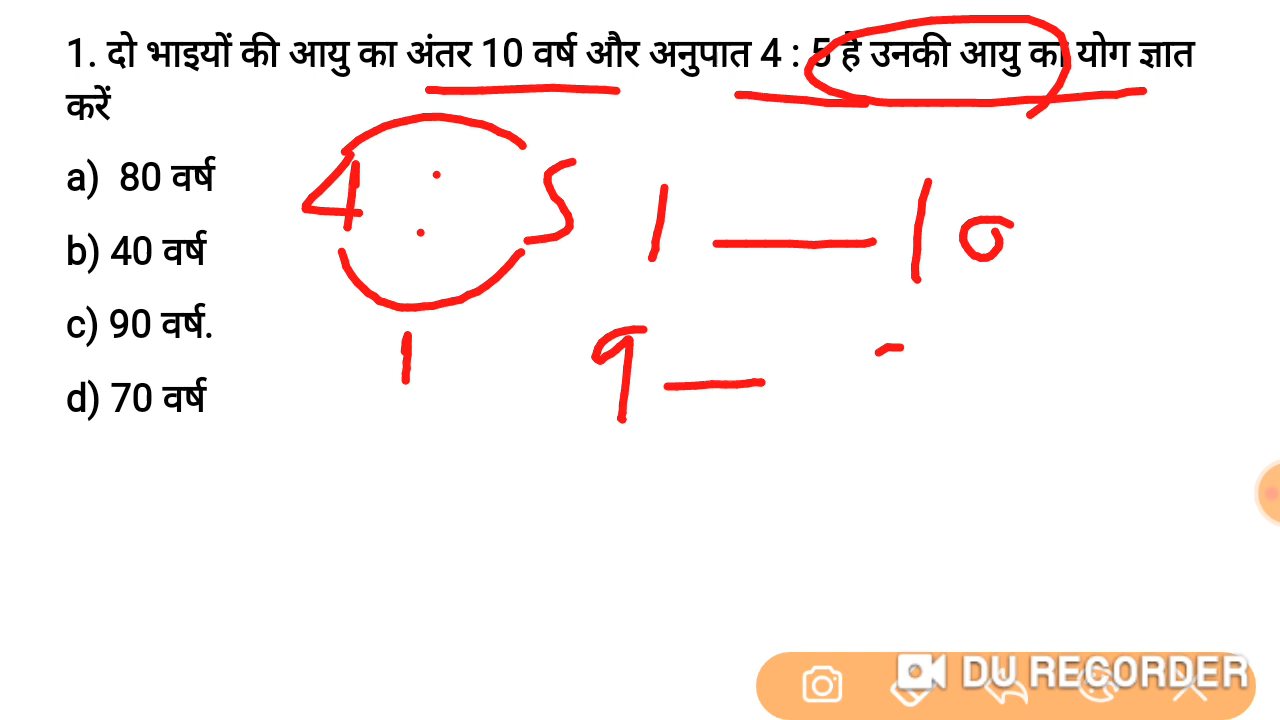 1. दो भाइयों की आयु का अंतर 10 वर्ष और अनुपात 4 : 5 है उनकी आयु का योग ज्ञात
करें
a) 80 वर्ष
b) 40 वर्ष
c) 90 वर्ष.
d) 70 वर्ष
4 : 5
1 — 10
1
9 —
DU RECORDER